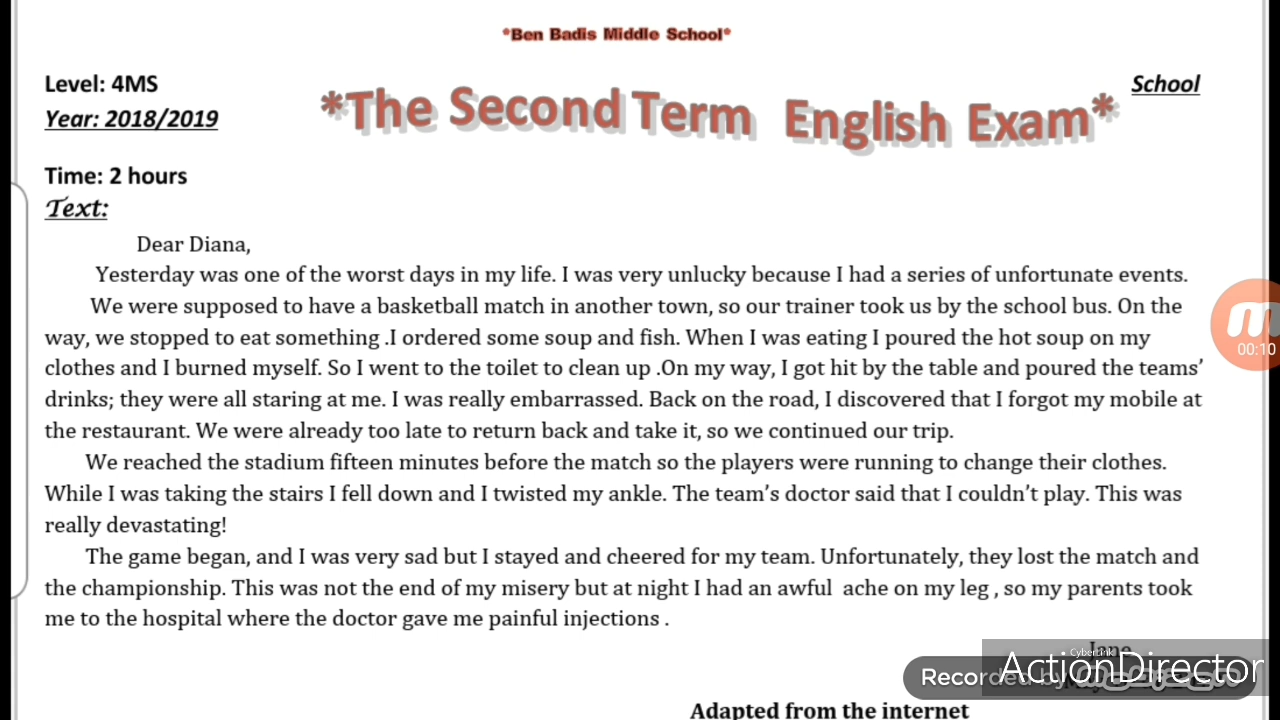 *Ben Badis Middle School*
Level: 4MS
School
*The Second Term English Exam*
Year: 2018/2019
Time: 2 hours
Text:
Dear Diana,
Yesterday was one of the worst days in my life. I was very unlucky because I had a series of unfortunate events.
We were supposed to have a basketball match in another town, so our trainer took us by the school bus. On the
way, we stopped to eat something .I ordered some soup and fish. When I was eating I poured the hot soup on my
clothes and I burned myself. So I went to the toilet to clean up .On my way, I got hit by the table and poured the teams’
drinks; they were all staring at me. I was really embarrassed. Back on the road, I discovered that I forgot my mobile at
the restaurant. We were already too late to return back and take it, so we continued our trip.
We reached the stadium fifteen minutes before the match so the players were running to change their clothes.
While I was taking the stairs I fell down and I twisted my ankle. The team’s doctor said that I couldn’t play. This was
really devastating!
The game began, and I was very sad but I stayed and cheered for my team. Unfortunately, they lost the match and
the championship. This was not the end of my misery but at night I had an awful ache on my leg , so my parents took
me to the hospital where the doctor gave me painful injections .
Jane
Adapted from the internet
00:10
Recorded by
CyberLink
ActionDirector